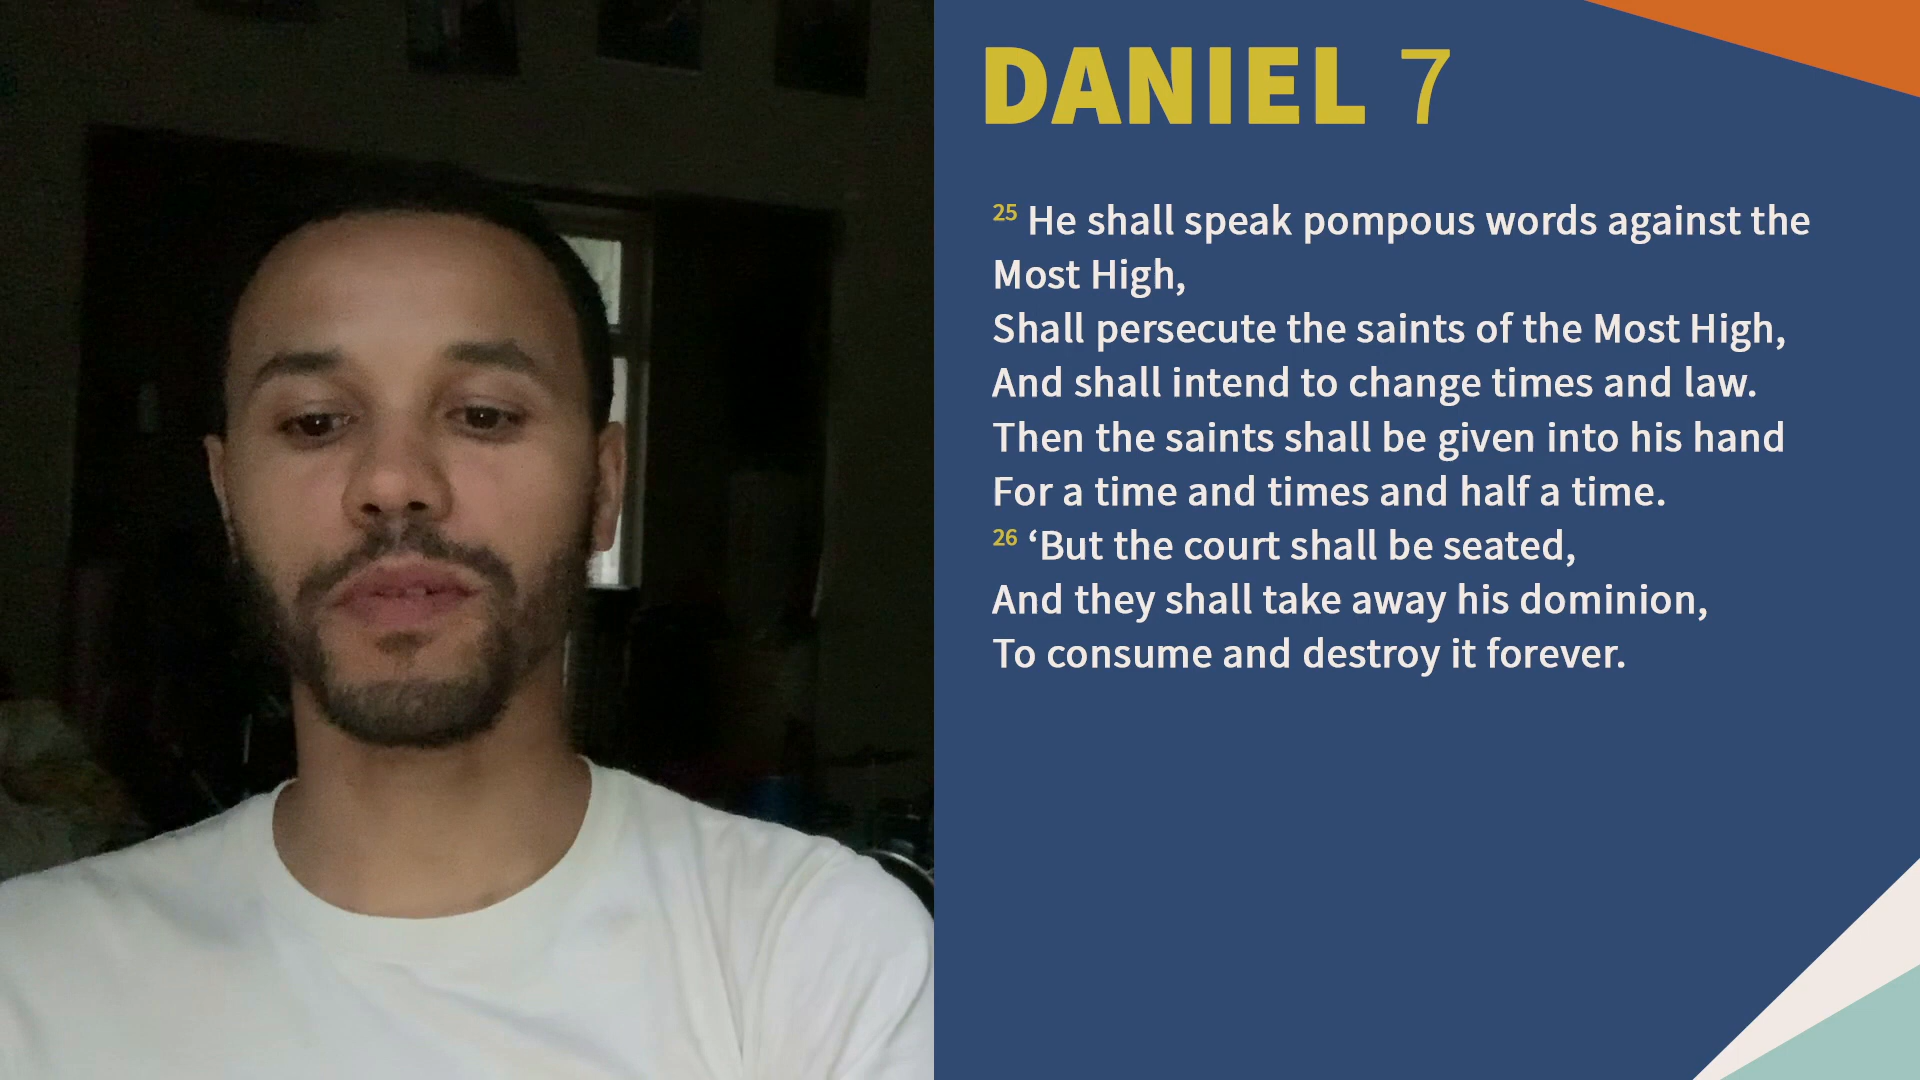 DANIEL 7
25 He shall speak pompous words against the
Most High,
Shall persecute the saints of the Most High,
And shall intend to change times and law.
Then the saints shall be given into his hand
For a time and times and half a time.
26 ‘But the court shall be seated,
And they shall take away his dominion,
To consume and destroy it forever.